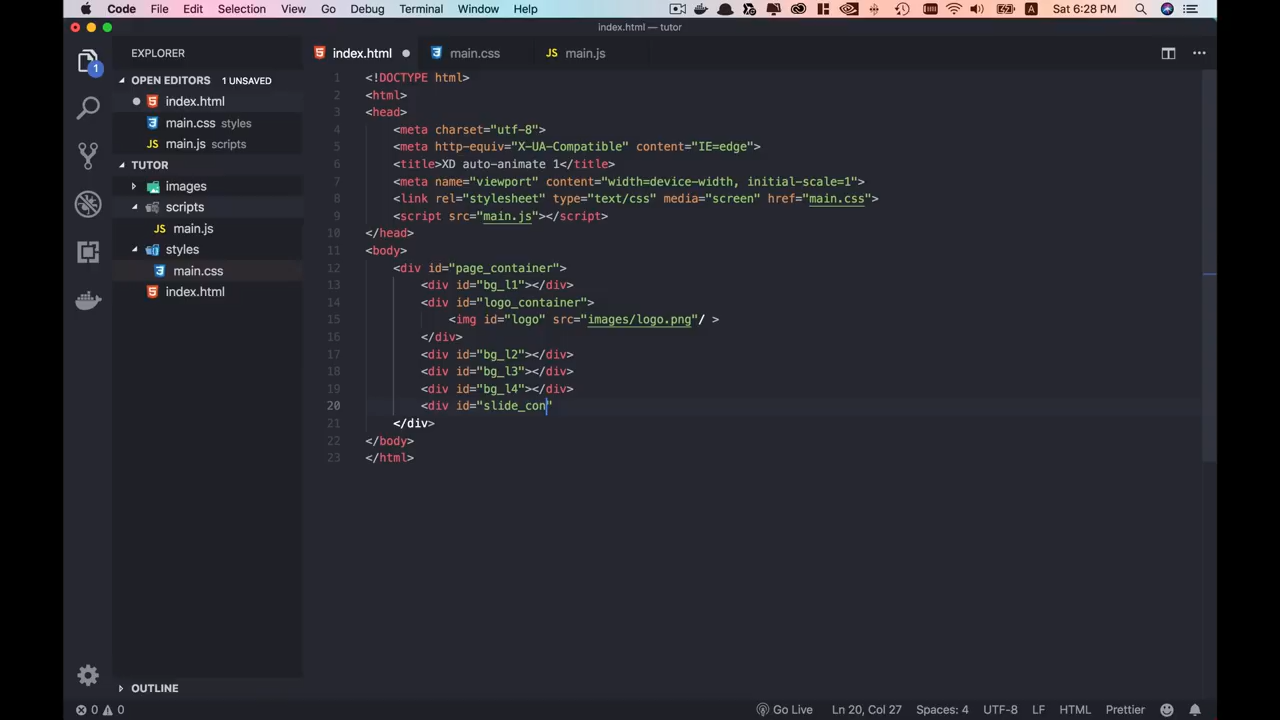 Code File Edit Selection View Go Debug Terminal Window Help A Sat 6:28 PM
index.html — tutor
EXPLORER
index.html
main.css
JS main.js
1
OPEN EDITORS 1 UNSAVED
index.html
main.css styles
main.js scripts
TUTOR
images
scripts
JS main.js
styles
main.css
index.html
1 <!DOCTYPE html>
2 <html>
3 <head>
4 <meta charset="utf-8">
5 <meta http-equiv="X-UA-Compatible" content="IE=edge">
6 <title>XD auto-animate 1</title>
7 <meta name="viewport" content="width=device-width, initial-scale=1">
8 <link rel="stylesheet" type="text/css" media="screen" href="main.css">
9 <script src="main.js"></script>
10 </head>
11 <body>
12 <div id="page_container">
13 <div id="bg_l1"></div>
14 <div id="logo_container">
15 <img id="logo" src="images/logo.png"/ >
16 </div>
17 <div id="bg_l2"></div>
18 <div id="bg_l3"></div>
19 <div id="bg_l4"></div>
20 <div id="slide_con"
21 </div>
22 </body>
23 </html>
OUTLINE
0 0 Go Live Ln 20, Col 27 Spaces: 4 UTF-8 LF HTML Prettier